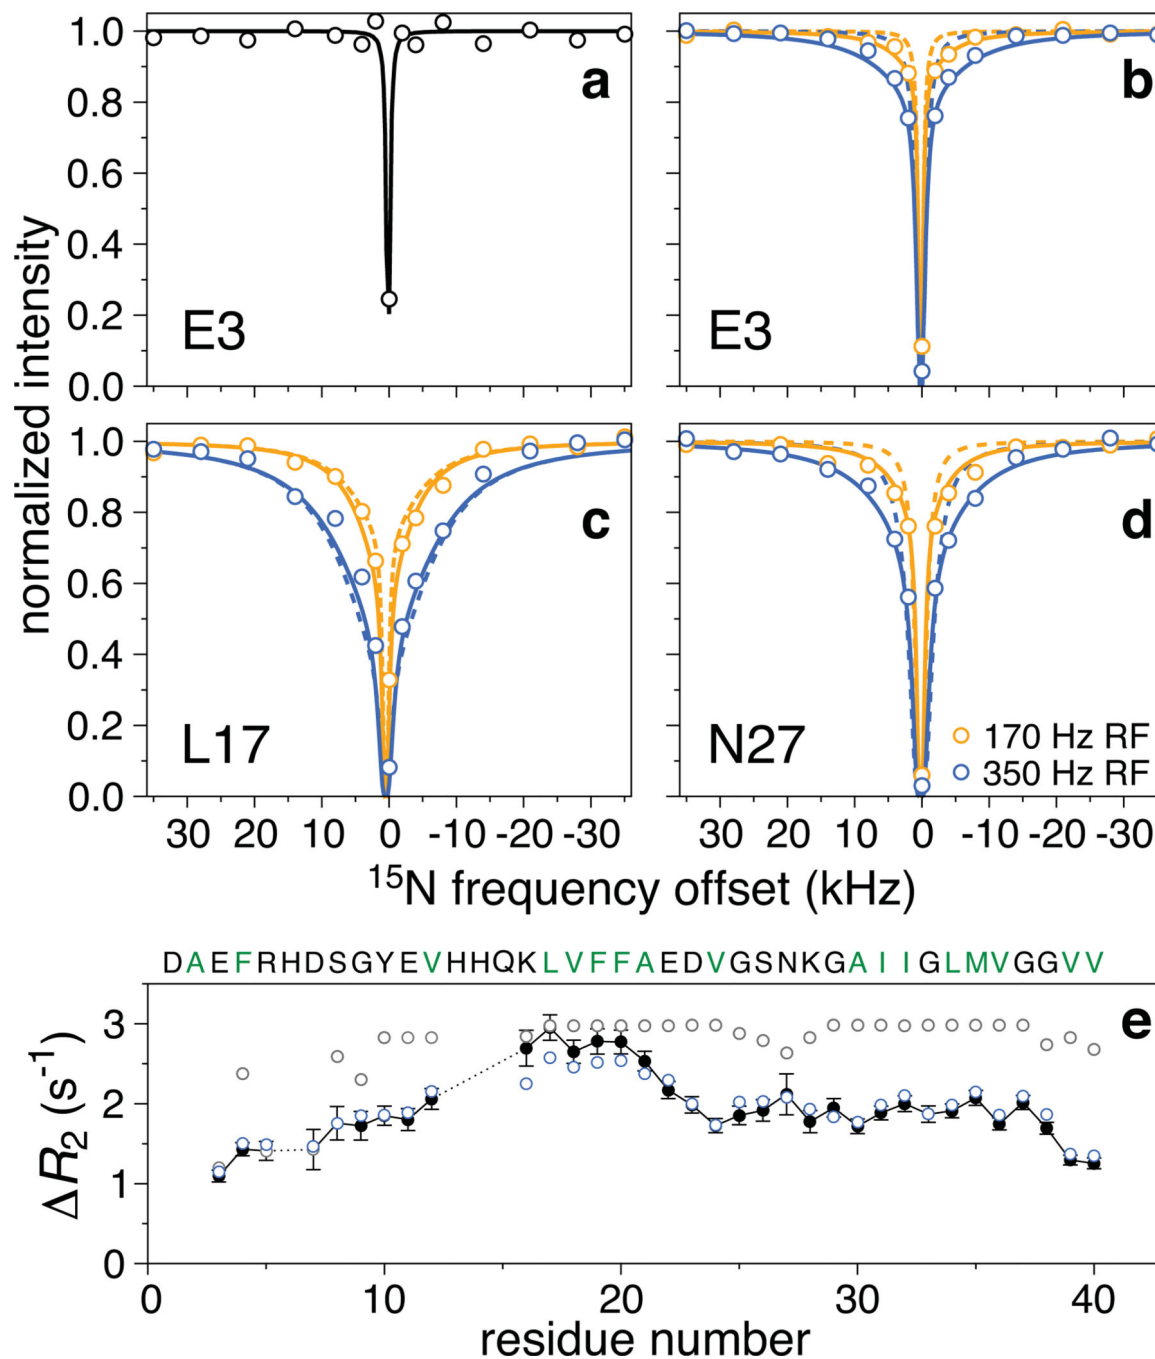 normalized intensity
1.0
0.8
0.6
0.4
0.2
0.0
a
E3
b
E3
1.0
0.8
0.6
0.4
0.2
0.0
c
L17
d
N27
170 Hz RF
350 Hz RF
30 20 10 0 -10 -20 -30
30 20 10 0 -10 -20 -30
¹⁵N frequency offset (kHz)
DAEFRHDSGYEVHHQKLVFFAEDVGSNKGAIIGLMVGGVV
e
ΔR₂ (s⁻¹)
3
2
1
0
0 10 20 30 40
residue number